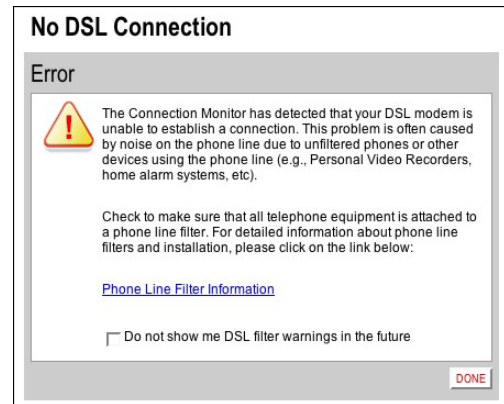 No DSL Connection
Error
The Connection Monitor has detected that your DSL modem is
unable to establish a connection. This problem is often caused
by noise on the phone line due to unfiltered phones or other
devices using the phone line (e.g., Personal Video Recorders,
home alarm systems, etc).
Check to make sure that all telephone equipment is attached to
a phone line filter. For detailed information about phone line
filters and installation, please click on the link below:
Phone Line Filter Information
Do not show me DSL filter warnings in the future
DONE